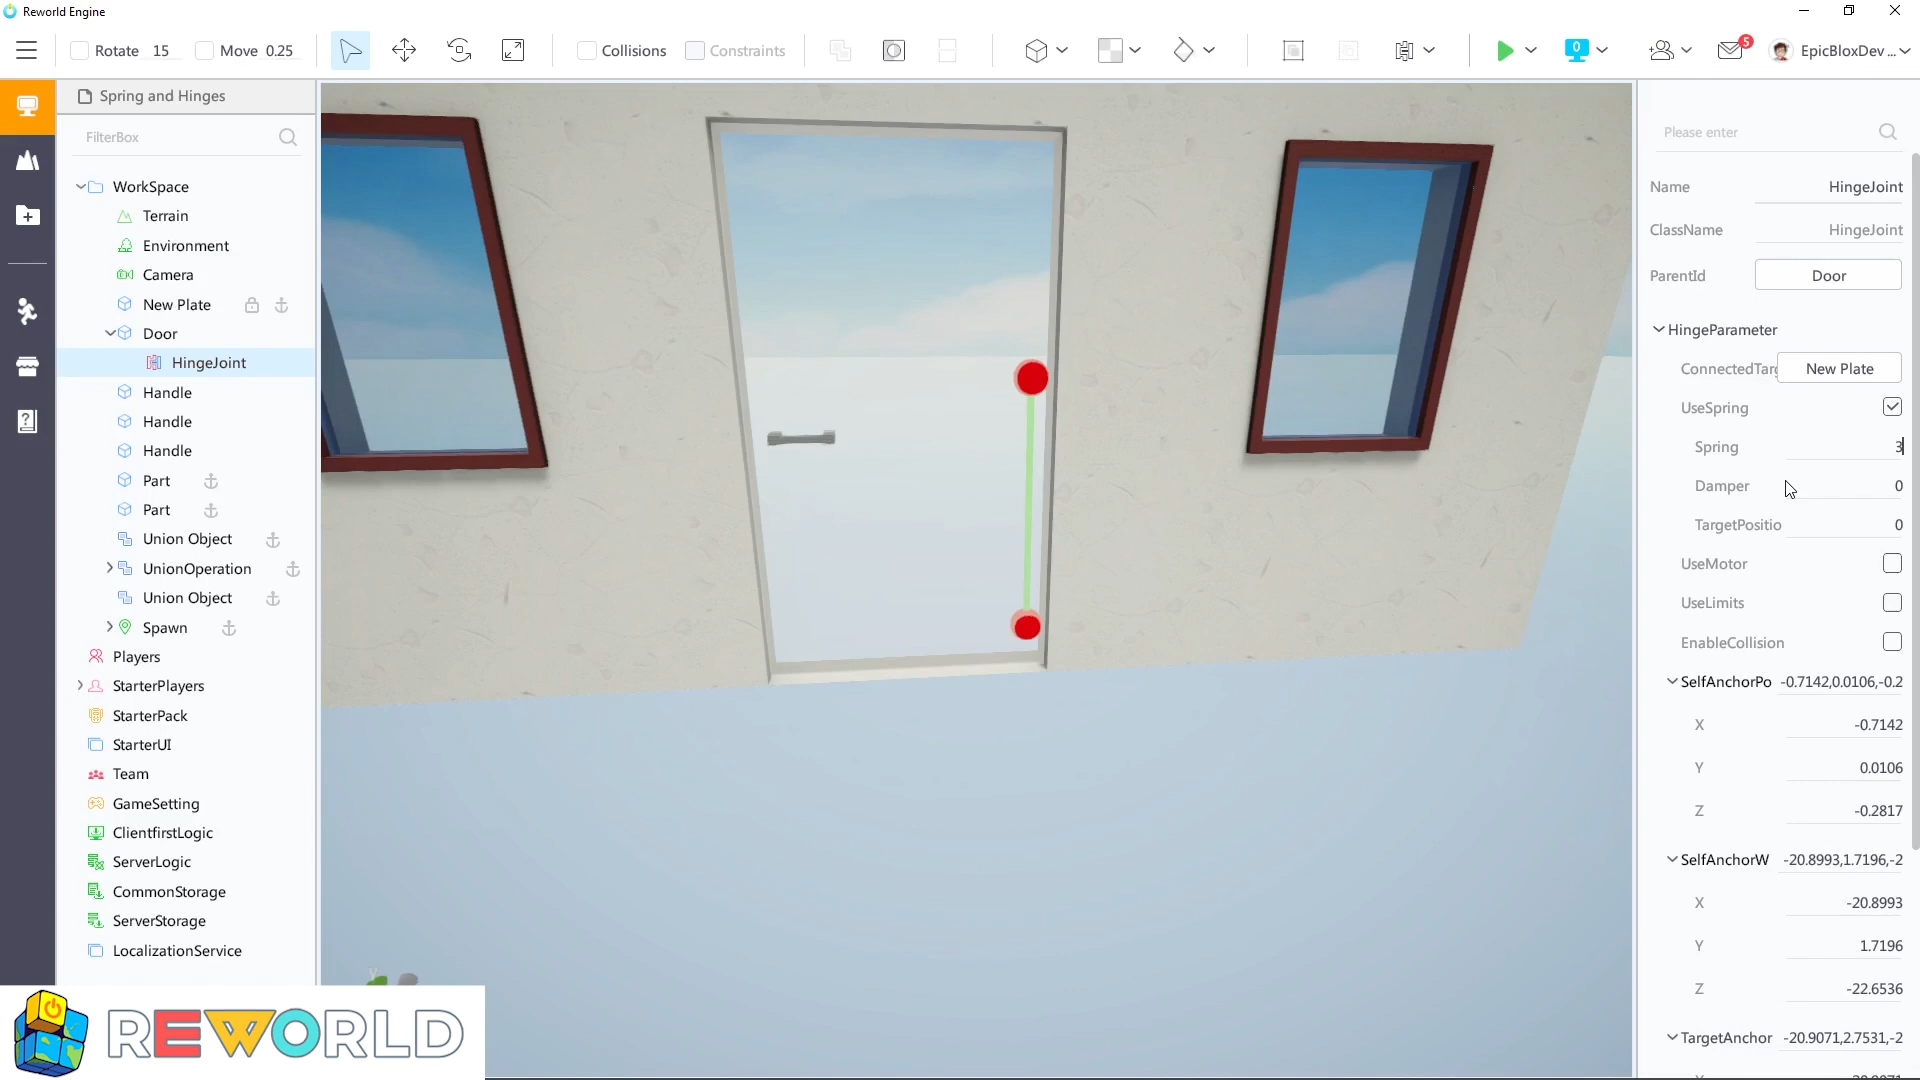 Reworld Engine
Rotate 15 Move 0.25 Collisions Constraints 0 5 EpicBloxDev ...
Spring and Hinges
FilterBox
WorkSpace
Terrain
Environment
Camera
New Plate
Door
HingeJoint
Handle
Handle
Handle
Part
Part
Union Object
UnionOperation
Union Object
Spawn
Players
StarterPlayers
StarterPack
StarterUI
Team
GameSetting
ClientfirstLogic
ServerLogic
CommonStorage
ServerStorage
LocalizationService
REWORLD
Please enter
Name HingeJoint
ClassName HingeJoint
ParentId Door
HingeParameter
ConnectedTarg New Plate
UseSpring
Spring 3
Damper 0
TargetPositio 0
UseMotor
UseLimits
EnableCollision
SelfAnchorPo -0.7142,0.0106,-0.2
X -0.7142
Y 0.0106
Z -0.2817
SelfAnchorW -20.8993,1.7196,-2
X -20.8993
Y 1.7196
Z -22.6536
TargetAnchor -20.9071,2.7531,-2